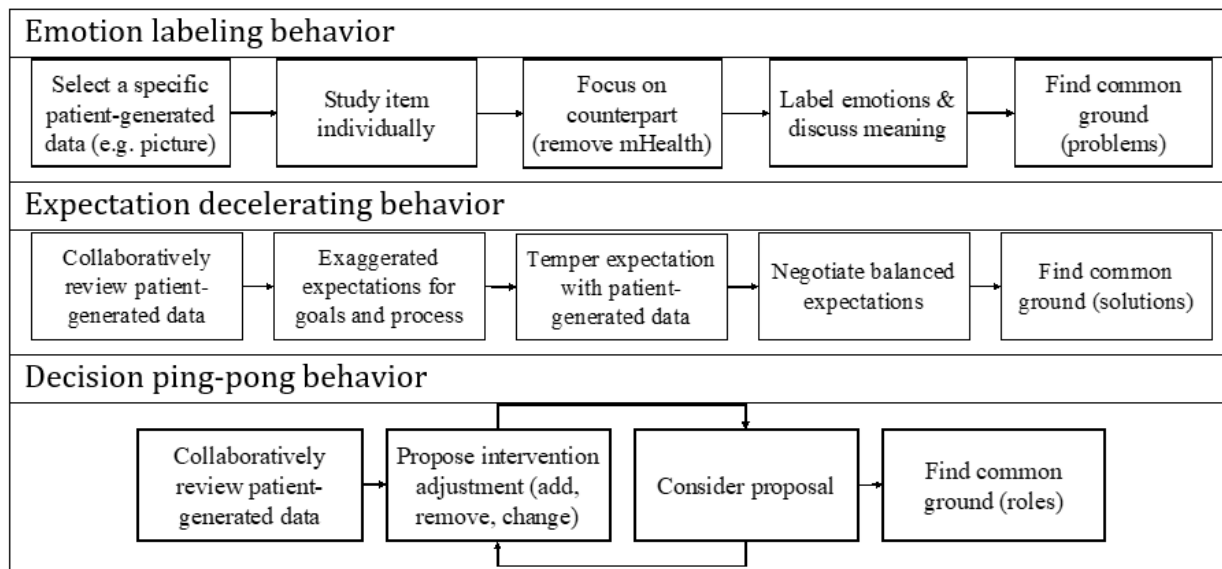 Emotion labeling behavior
Select a specific
patient-generated
data (e.g. picture)
Study item
individually
Focus on
counterpart
(remove mHealth)
Label emotions &
discuss meaning
Find common
ground
(problems)
Expectation decelerating behavior
Collaboratively
review patient-
generated data
Exaggerated
expectations for
goals and process
Temper expectation
with patient-
generated data
Negotiate balanced
expectations
Find common
ground (solutions)
Decision ping-pong behavior
Collaboratively
review patient-
generated data
Propose intervention
adjustment (add,
remove, change)
Consider proposal
Find common
ground (roles)